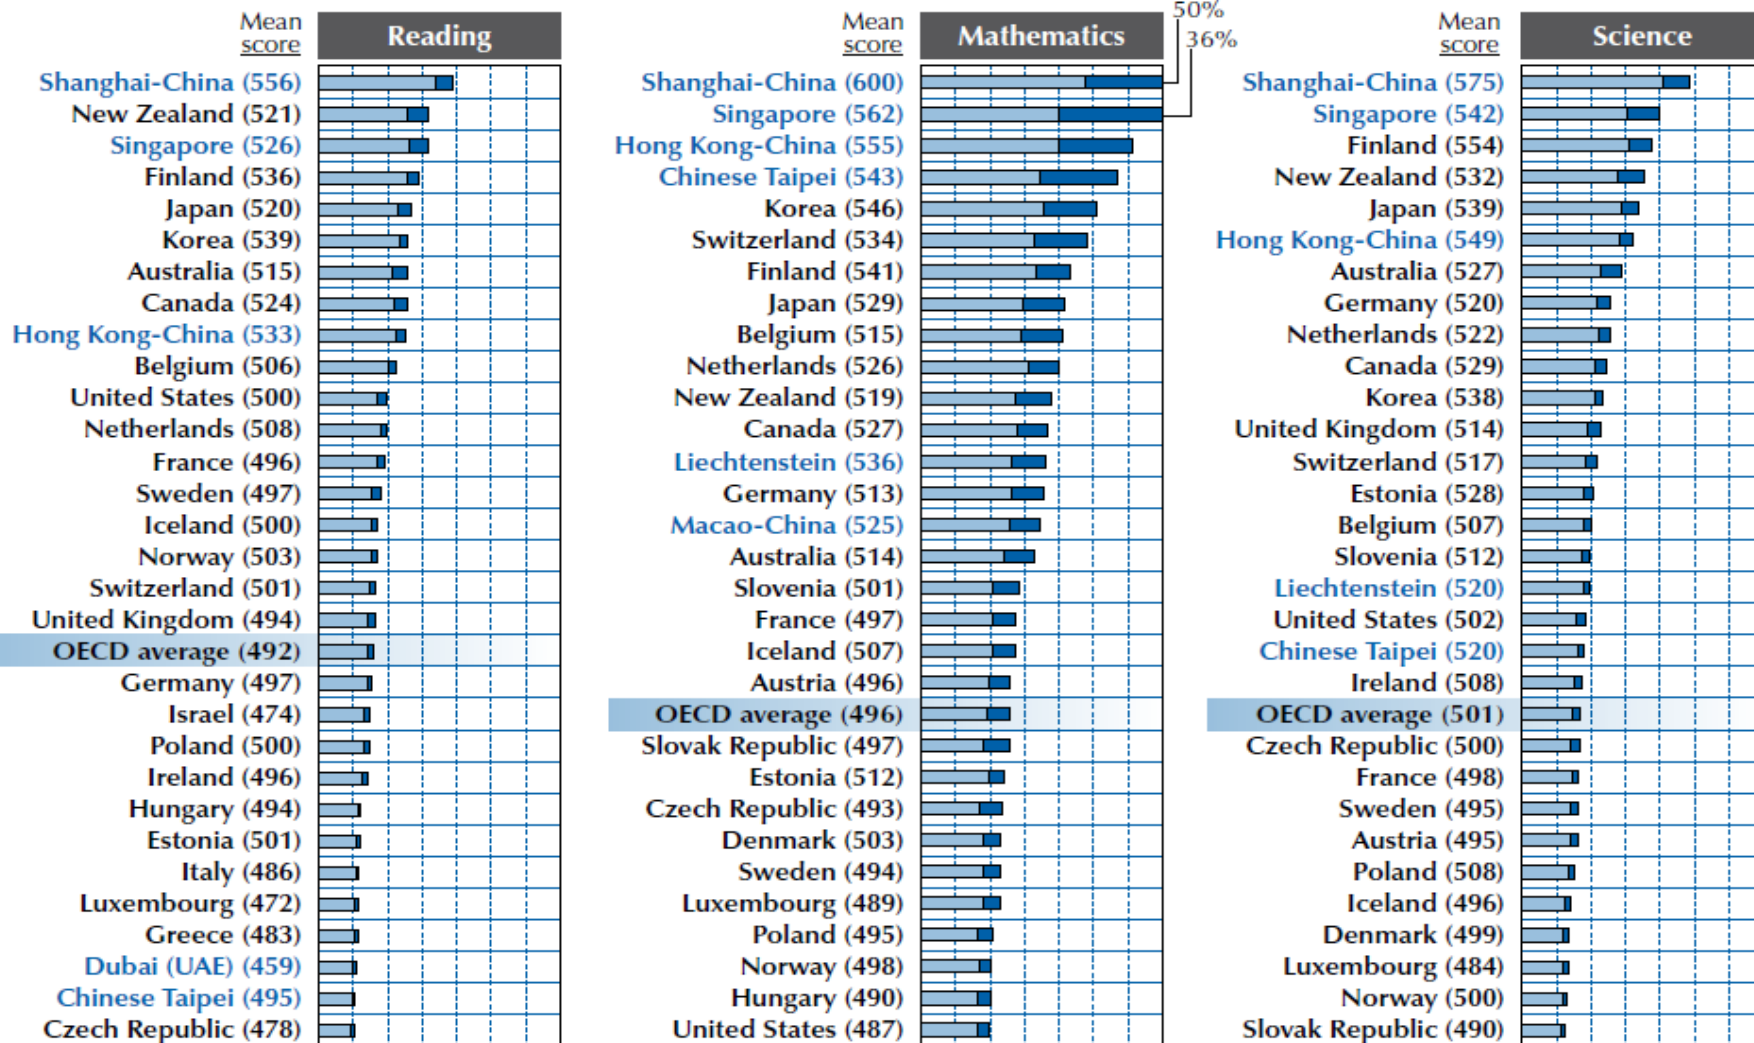 Mean score
Reading
Shanghai-China (556)
New Zealand (521)
Singapore (526)
Finland (536)
Japan (520)
Korea (539)
Australia (515)
Canada (524)
Hong Kong-China (533)
Belgium (506)
United States (500)
Netherlands (508)
France (496)
Sweden (497)
Iceland (500)
Norway (503)
Switzerland (501)
United Kingdom (494)
OECD average (492)
Germany (497)
Israel (474)
Poland (500)
Ireland (496)
Hungary (494)
Estonia (501)
Italy (486)
Luxembourg (472)
Greece (483)
Dubai (UAE) (459)
Chinese Taipei (495)
Czech Republic (478)
Mean score
Mathematics
50%
36%
Shanghai-China (600)
Singapore (562)
Hong Kong-China (555)
Chinese Taipei (543)
Korea (546)
Switzerland (534)
Finland (541)
Japan (529)
Belgium (515)
Netherlands (526)
New Zealand (519)
Canada (527)
Liechtenstein (536)
Germany (513)
Macao-China (525)
Australia (514)
Slovenia (501)
France (497)
Iceland (507)
Austria (496)
OECD average (496)
Slovak Republic (497)
Estonia (512)
Czech Republic (493)
Denmark (503)
Sweden (494)
Luxembourg (489)
Poland (495)
Norway (498)
Hungary (490)
United States (487)
Mean score
Science
Shanghai-China (575)
Singapore (542)
Finland (554)
New Zealand (532)
Japan (539)
Hong Kong-China (549)
Australia (527)
Germany (520)
Netherlands (522)
Canada (529)
Korea (538)
United Kingdom (514)
Switzerland (517)
Estonia (528)
Belgium (507)
Slovenia (512)
Liechtenstein (520)
United States (502)
Chinese Taipei (520)
Ireland (508)
OECD average (501)
Czech Republic (500)
France (498)
Sweden (495)
Austria (495)
Poland (508)
Iceland (496)
Denmark (499)
Luxembourg (484)
Norway (500)
Slovak Republic (490)